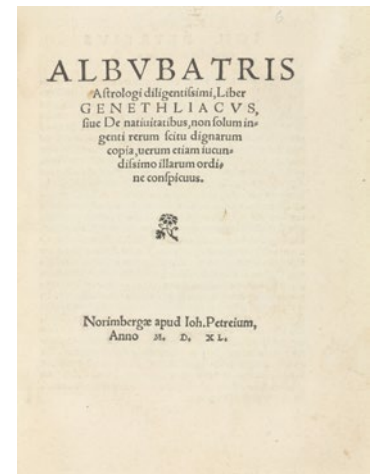 ALBVBATRIS
Aſtrologi diligentiſsimi, Liber
GENETHLIACVS,
ſiue De natiuitatibus, non ſolum in-
genti rerum ſcitu dignarum
copia, uerum etiam iucun-
diſsimo illarum ordi-
ne conſpicuus.
Norimbergæ apud Ioh. Petreium,
Anno M. D. XL.